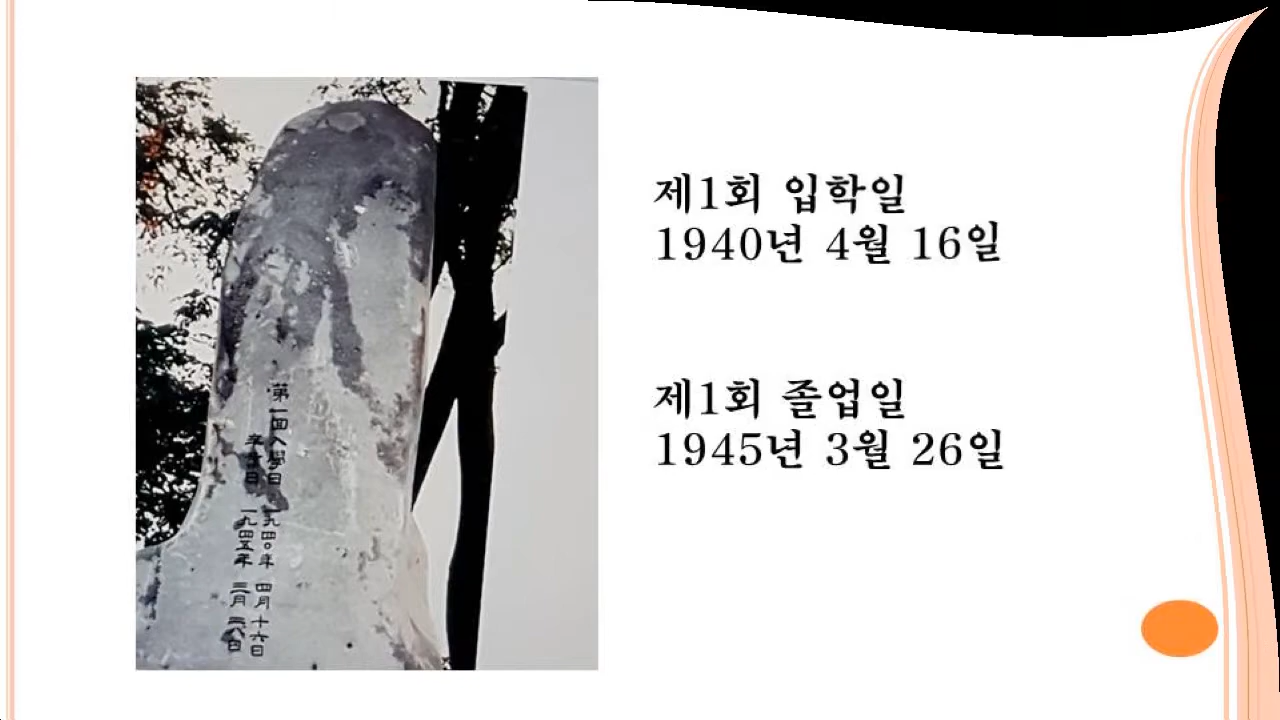 第一回入學日 一九四〇年 四月十六日
卒業日 一九四五年 三月
제1회 입학일
1940년 4월 16일
제1회 졸업일
1945년 3월 26일